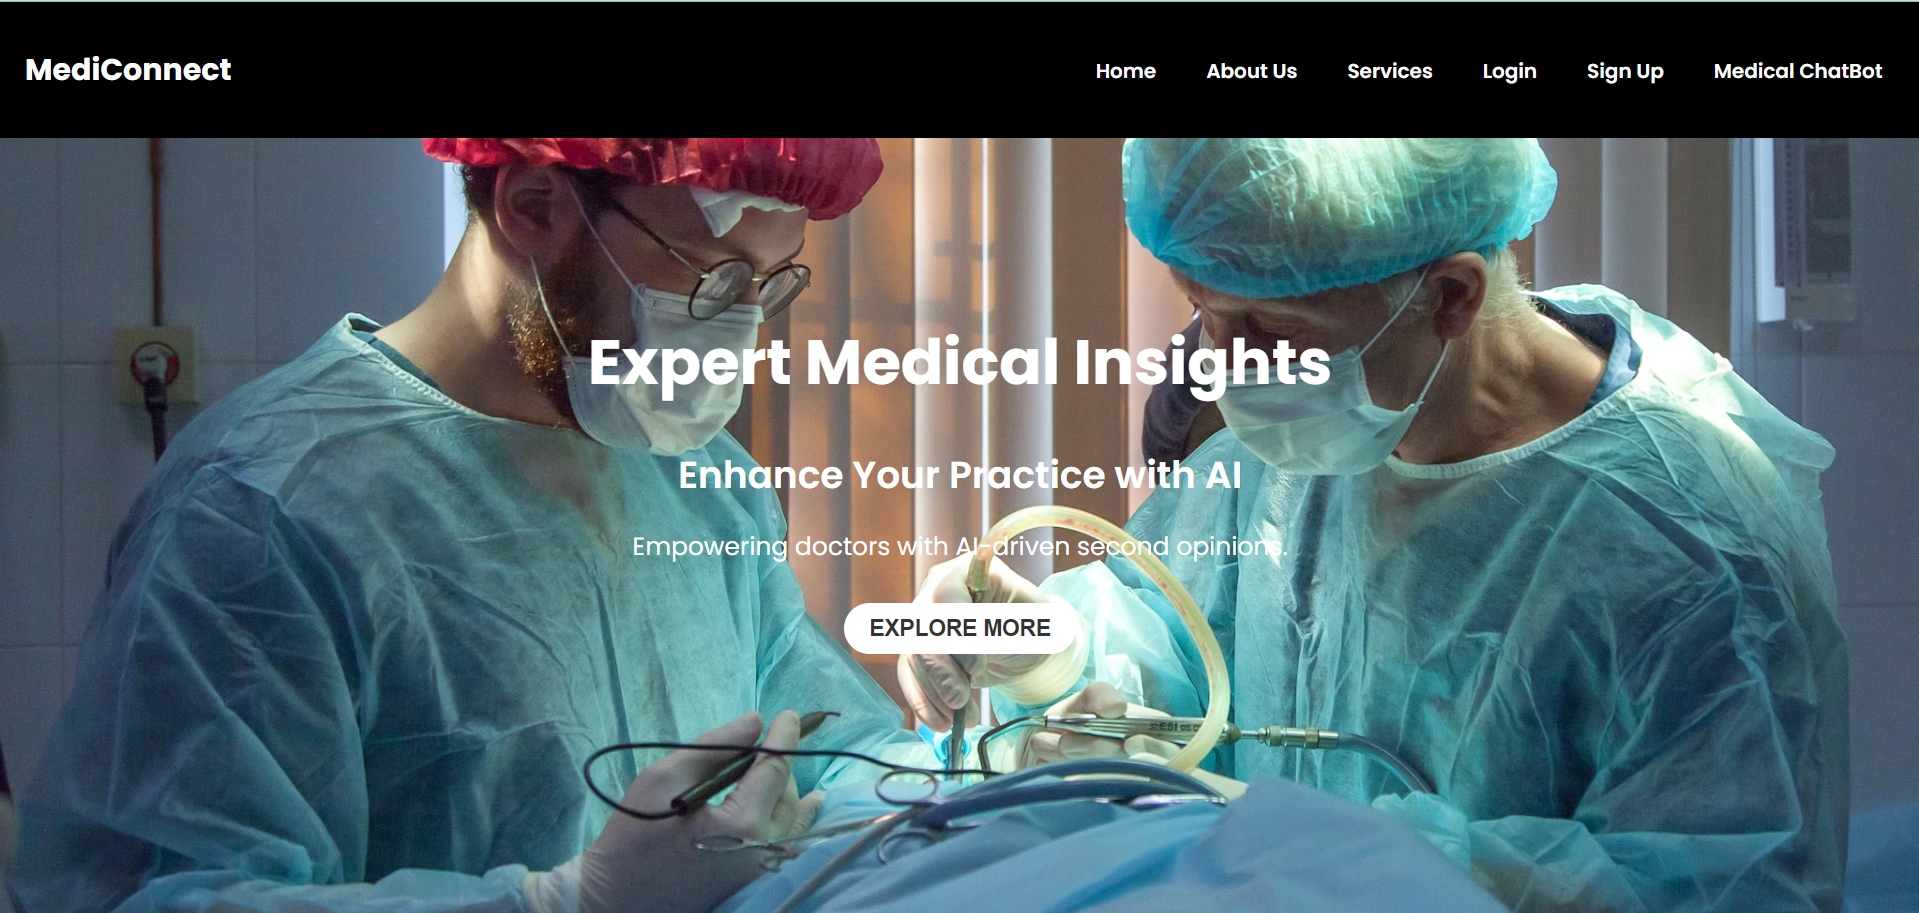 MediConnect
Home About Us Services Login Sign Up Medical ChatBot
Expert Medical Insights
Enhance Your Practice with AI
Empowering doctors with AI-driven second opinions.
EXPLORE MORE